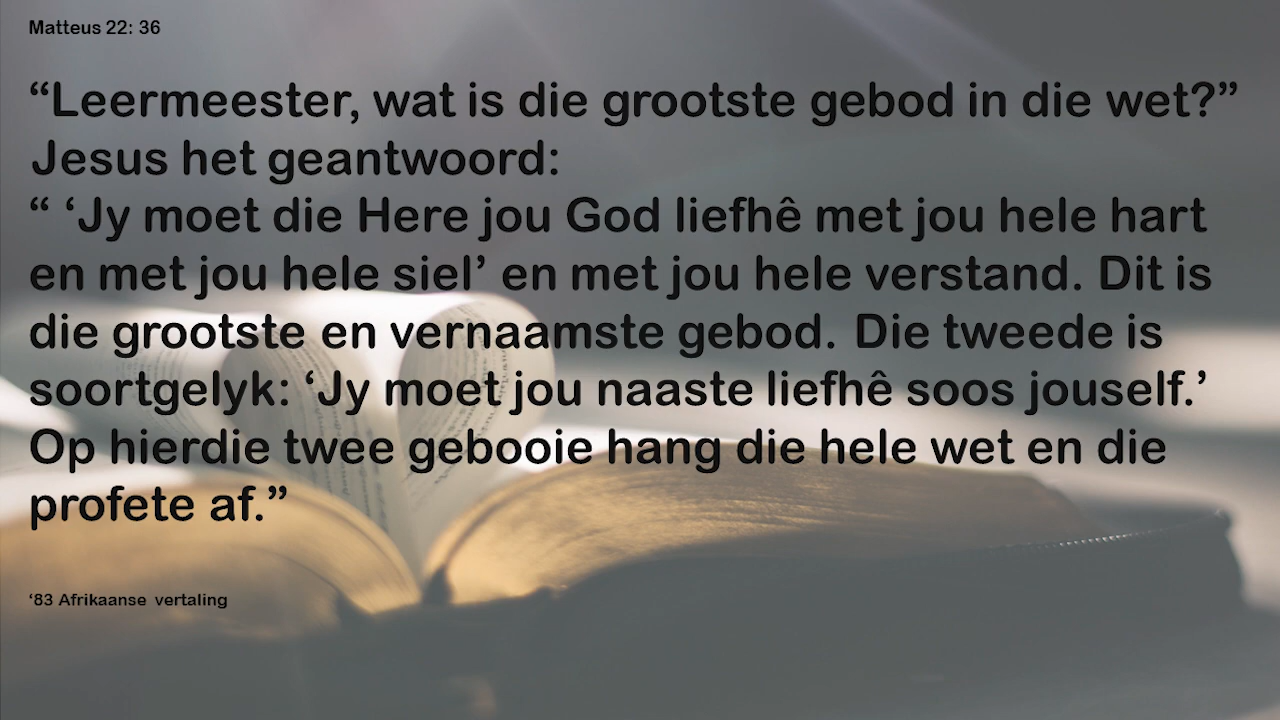 Matteus 22: 36
“Leermeester, wat is die grootste gebod in die wet?”
Jesus het geantwoord:
“ ‘Jy moet die Here jou God liefhê met jou hele hart
en met jou hele siel’ en met jou hele verstand. Dit is
die grootste en vernaamste gebod. Die tweede is
soortgelyk: ‘Jy moet jou naaste liefhê soos jouself.’
Op hierdie twee gebooie hang die hele wet en die
profete af.”
‘83 Afrikaanse vertaling